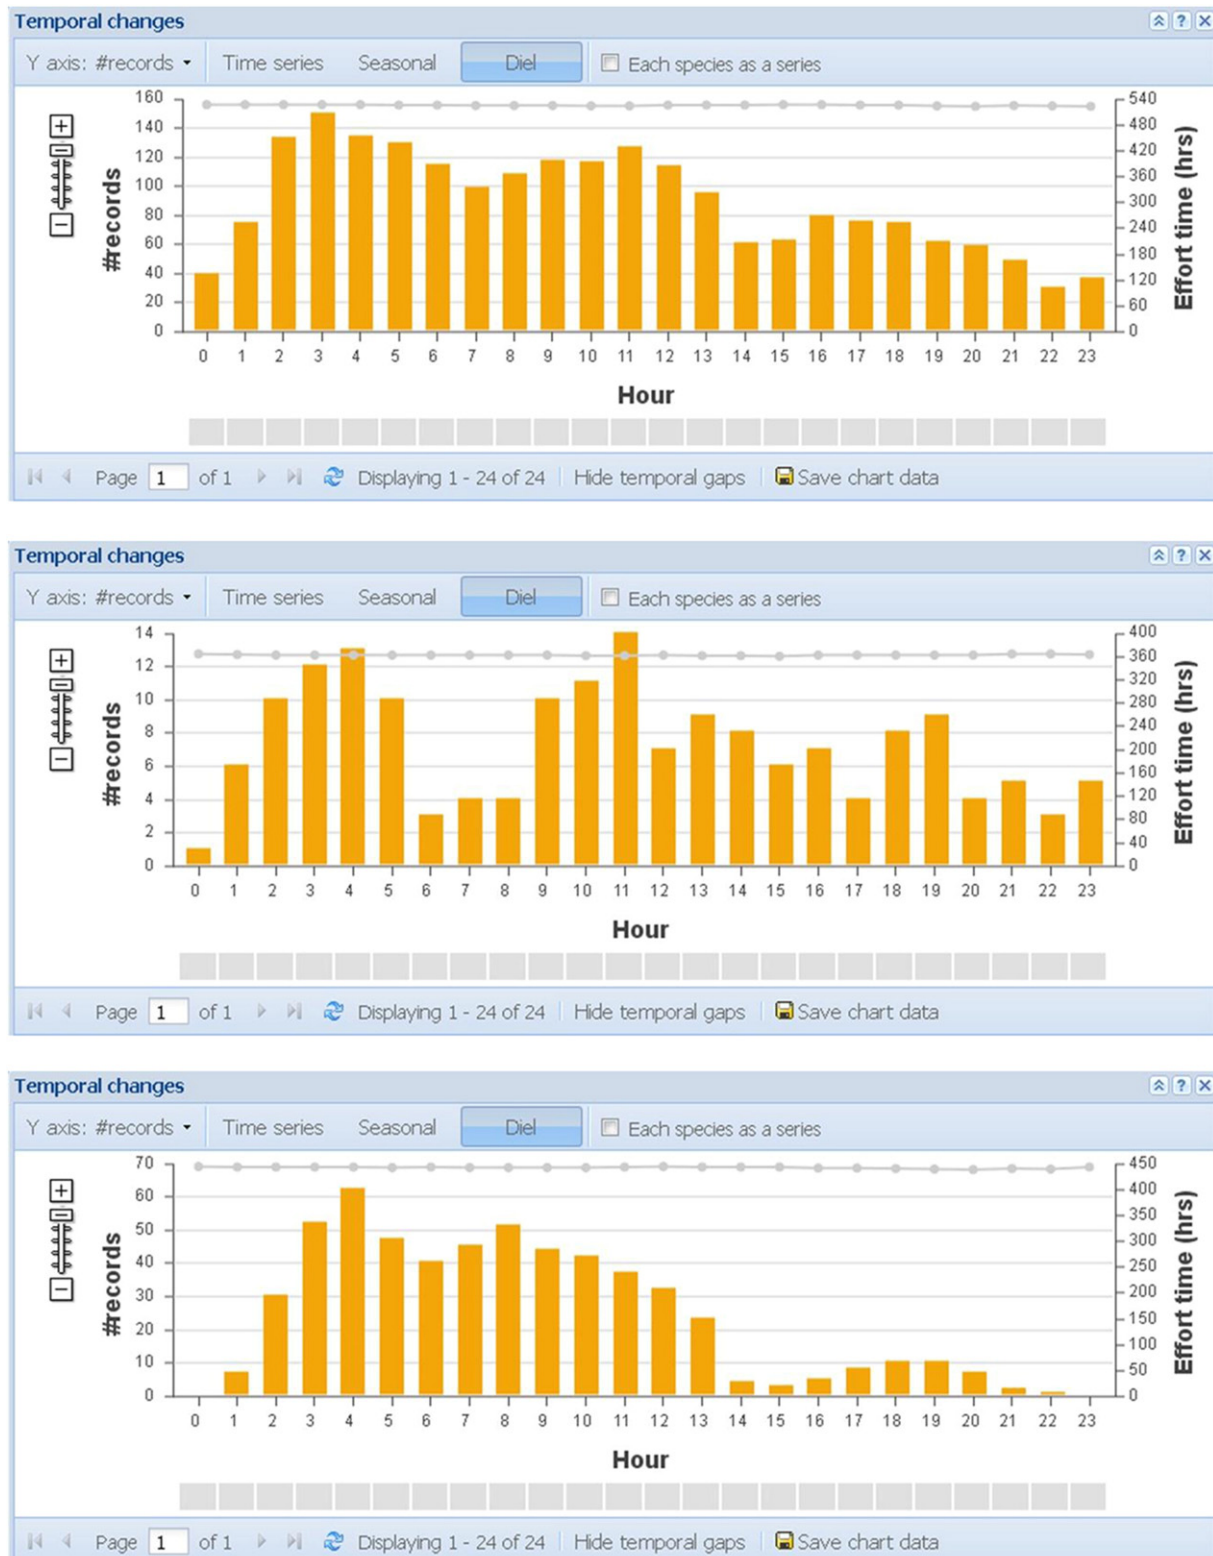 Temporal changes
Y axis: #records Time series Seasonal Diel Each species as a series
160 540
140 480
120 420
100 360
80 300
60 240
40 180
20 120
0 60
0
#records
Effort time (hrs)
0 1 2 3 4 5 6 7 8 9 10 11 12 13 14 15 16 17 18 19 20 21 22 23
Hour
Page 1 of 1 Displaying 1 - 24 of 24 Hide temporal gaps Save chart data
Temporal changes
Y axis: #records Time series Seasonal Diel Each species as a series
14 400
12 360
10 320
8 280
6 240
4 200
2 160
0 120
80
40
0
#records
Effort time (hrs)
0 1 2 3 4 5 6 7 8 9 10 11 12 13 14 15 16 17 18 19 20 21 22 23
Hour
Page 1 of 1 Displaying 1 - 24 of 24 Hide temporal gaps Save chart data
Temporal changes
Y axis: #records Time series Seasonal Diel Each species as a series
70 450
60 400
50 350
40 300
30 250
20 200
10 150
0 100
50
0
#records
Effort time (hrs)
0 1 2 3 4 5 6 7 8 9 10 11 12 13 14 15 16 17 18 19 20 21 22 23
Hour
Page 1 of 1 Displaying 1 - 24 of 24 Hide temporal gaps Save chart data